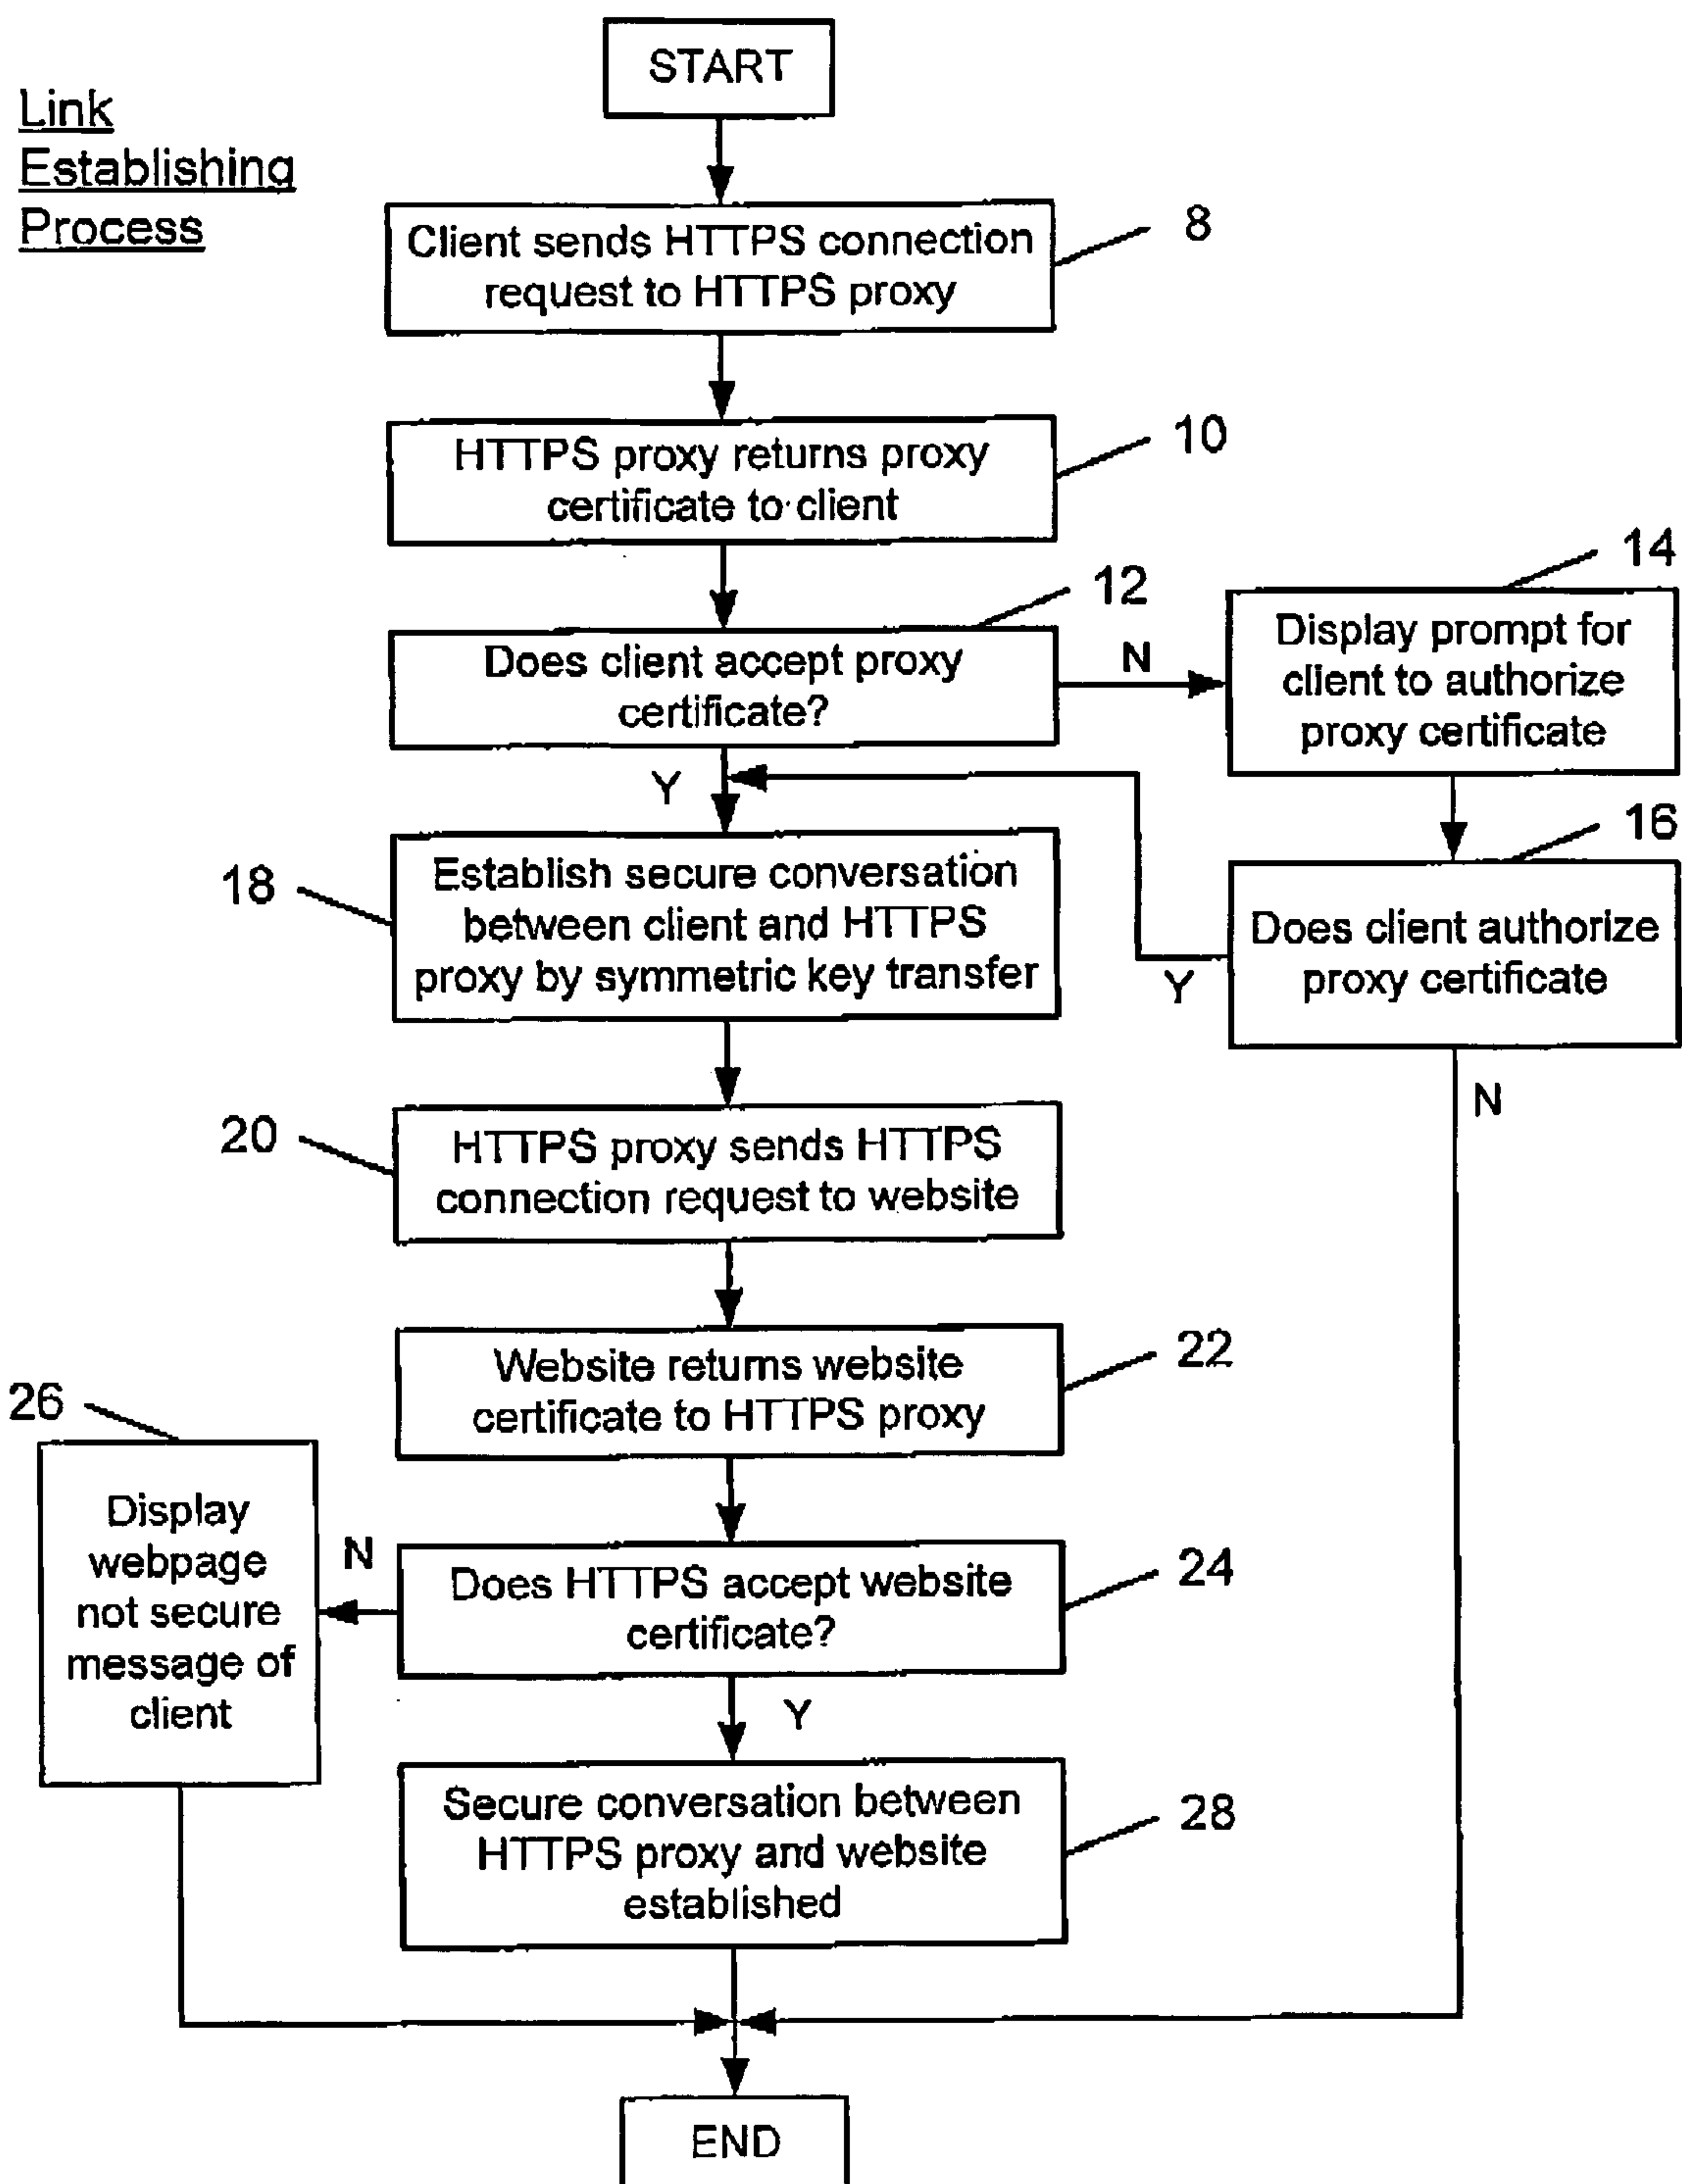 START
Link
Establishing
Process
Client sends HTTPS connection
request to HTTPS proxy
8
HTTPS proxy returns proxy
certificate to client
10
Does client accept proxy
certificate?
12
N
Display prompt for
client to authorize
proxy certificate
14
Y
Does client authorize
proxy certificate
16
Y
N
Establish secure conversation
between client and HTTPS
proxy by symmetric key transfer
18
HTTPS proxy sends HTTPS
connection request to website
20
Website returns website
certificate to HTTPS proxy
22
Does HTTPS accept website
certificate?
24
N
Display
webpage
not secure
message of
client
26
Y
Secure conversation between
HTTPS proxy and website
established
28
END